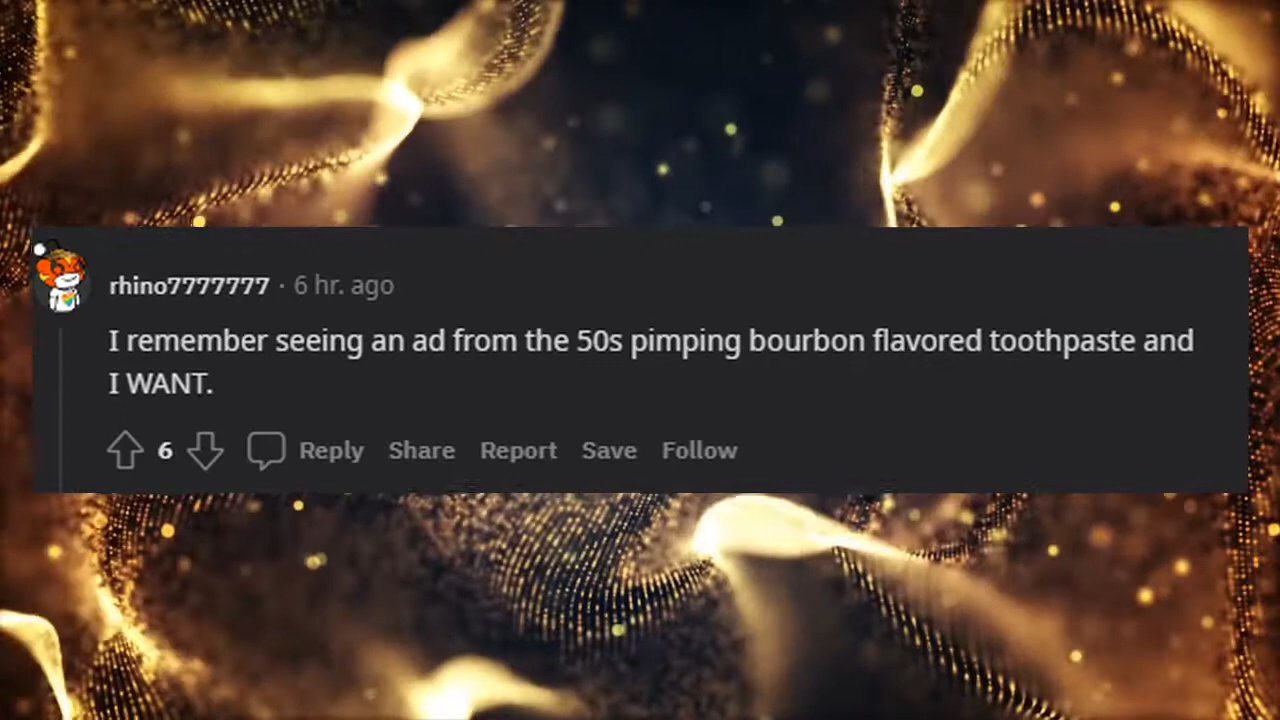 rhino7777777 · 6 hr. ago
I remember seeing an ad from the 50s pimping bourbon flavored toothpaste and
I WANT.
6 Reply Share Report Save Follow